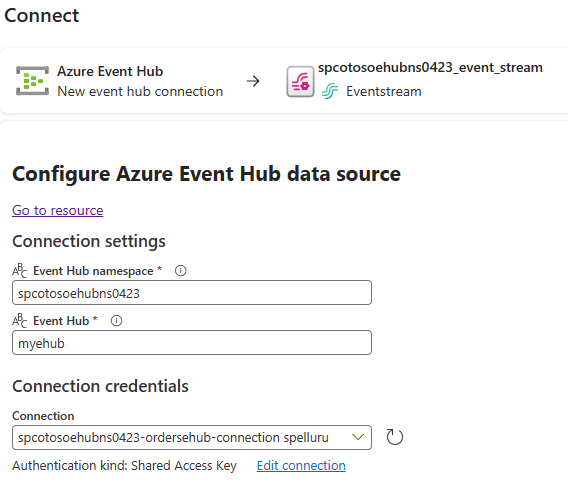 Connect
Azure Event Hub
New event hub connection
spcotosoehubns0423_event_stream
Eventstream
Configure Azure Event Hub data source
Go to resource
Connection settings
ABC Event Hub namespace *
spcotosoehubns0423
ABC Event Hub *
myehub
Connection credentials
Connection
spcotosoehubns0423-ordersehub-connection spelluru
Authentication kind: Shared Access Key Edit connection